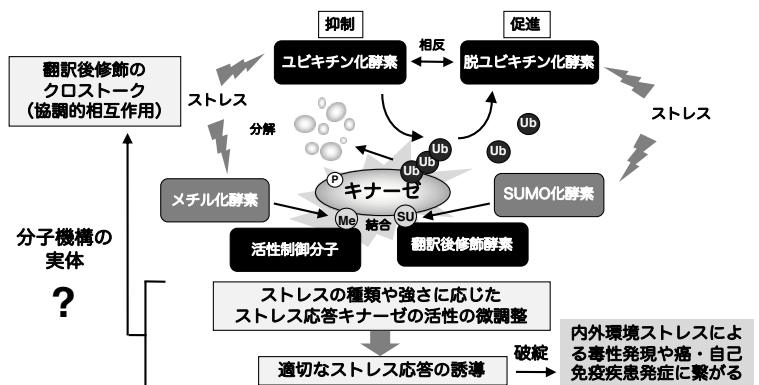 抑制
促進
ユビキチン化酵素
相反
脱ユビキチン化酵素
翻訳後修飾の
クロストーク
（協調的相互作用）
ストレス
ストレス
分解
Ub
Ub
Ub
Ub
Ub
P
キナーゼ
メチル化酵素
SUMO化酵素
Me
結合
SU
活性制御分子
翻訳後修飾酵素
分子機構の
実体
?
ストレスの種類や強さに応じた
ストレス応答キナーゼの活性の微調整
適切なストレス応答の誘導
破綻
内外環境ストレスによ
る毒性発現や癌・自己
免疫疾患発症に繋がる